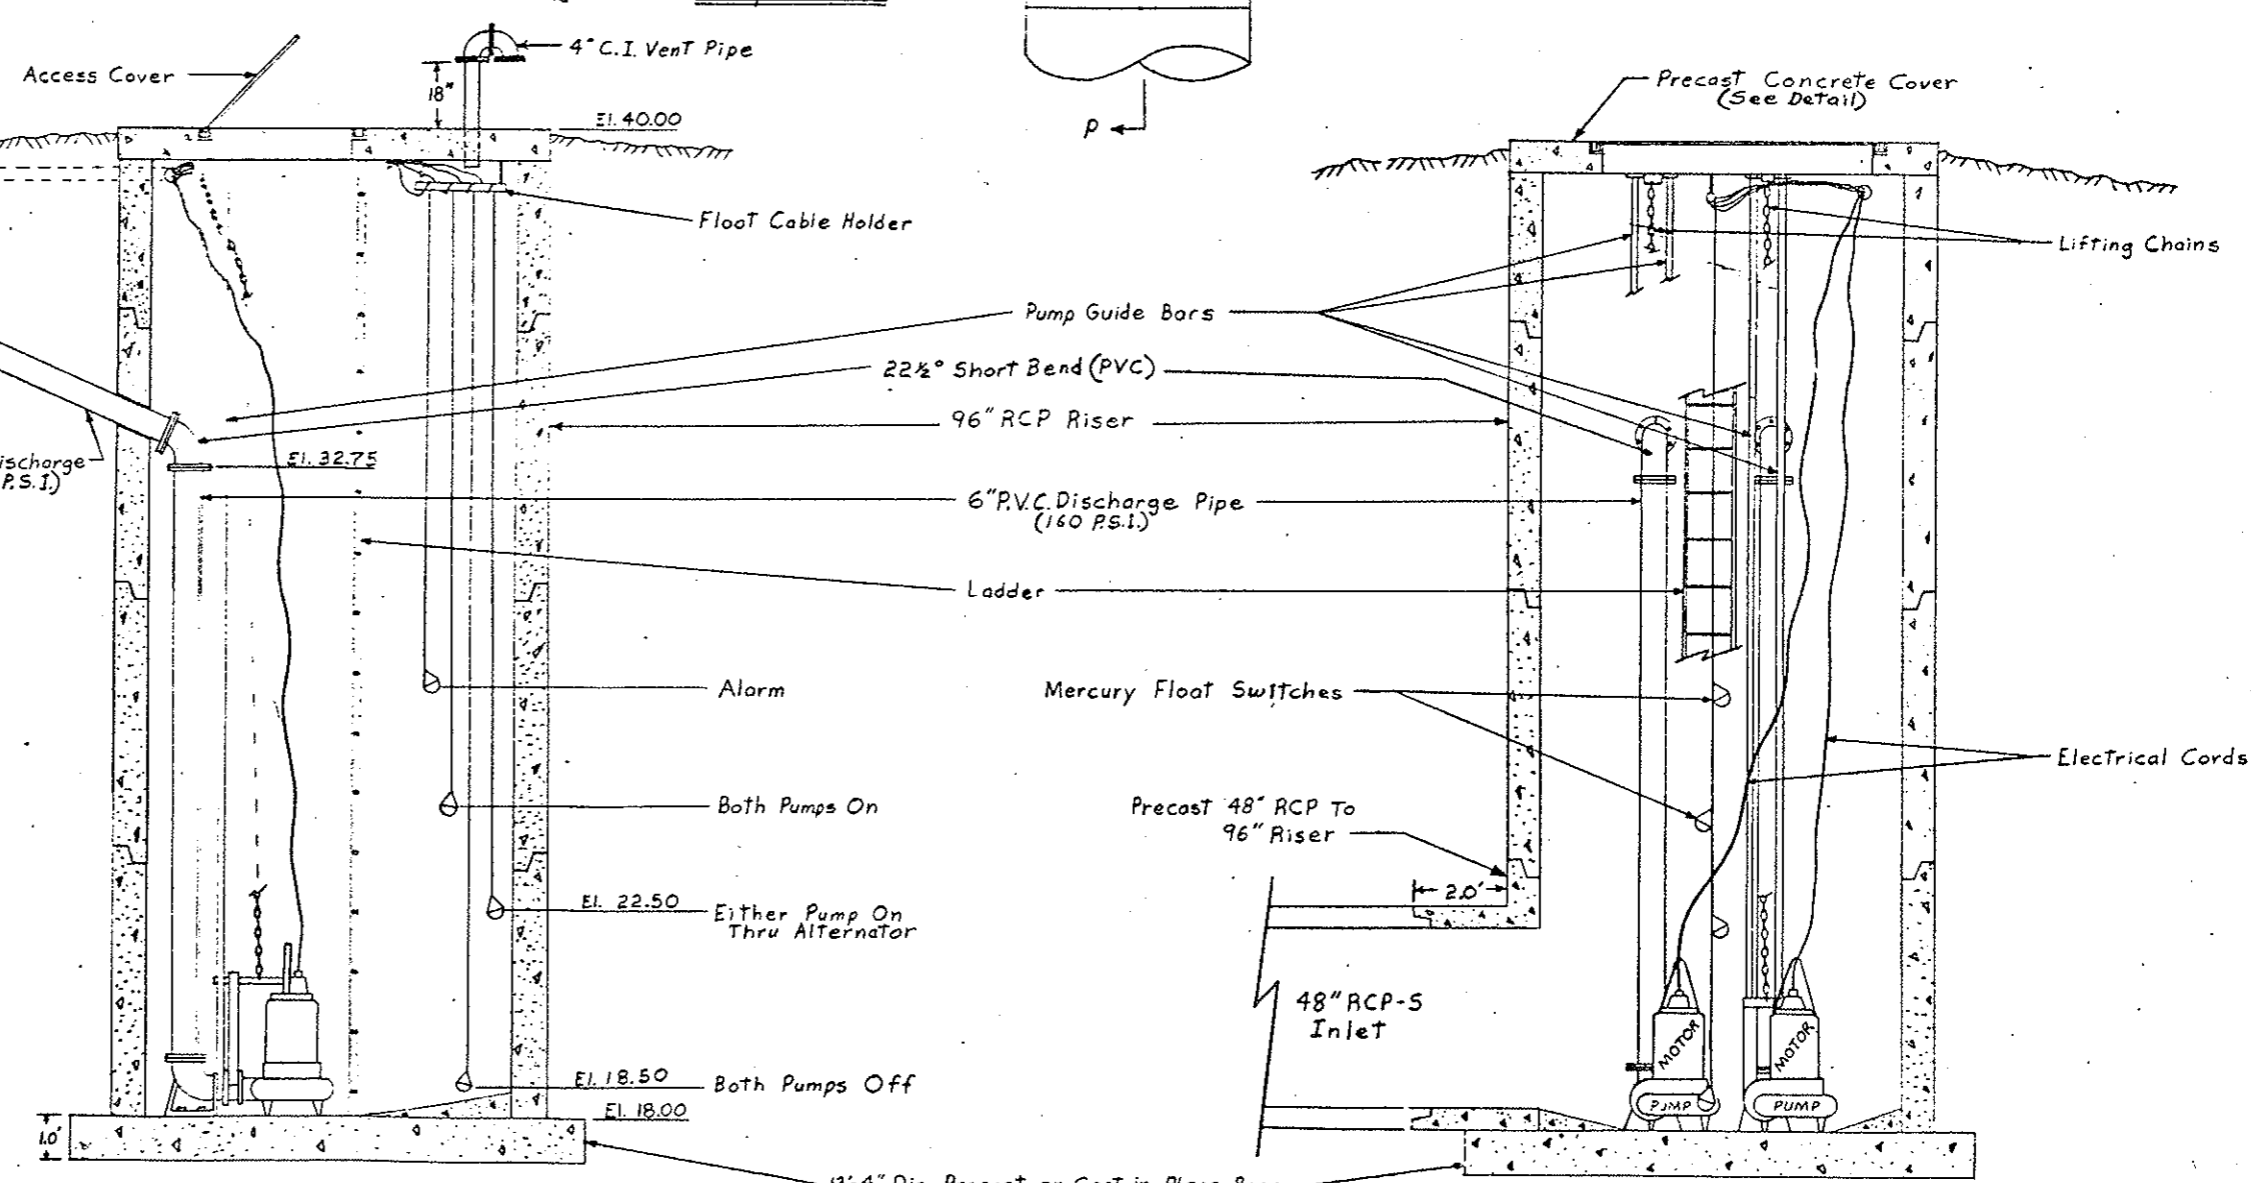 4" C.I. Vent Pipe
Access Cover
18"
El. 40.00
P
Precast Concrete Cover
(See Detail)
Float Cable Holder
Lifting Chains
Pump Guide Bars
22½° Short Bend (PVC)
96" RCP Riser
El. 32.75
P.S.I.)
6" P.V.C. Discharge Pipe
(160 P.S.I.)
Ladder
Alarm
Mercury Float Switches
Electrical Cords
Both Pumps On
Precast 48" RCP To
96" Riser
2.0'
El. 22.50
Either Pump On
Thru Alternator
48" RCP-S
Inlet
MOTOR
MOTOR
El. 18.50
Both Pumps Off
El. 18.00
PUMP
PUMP
1.0'